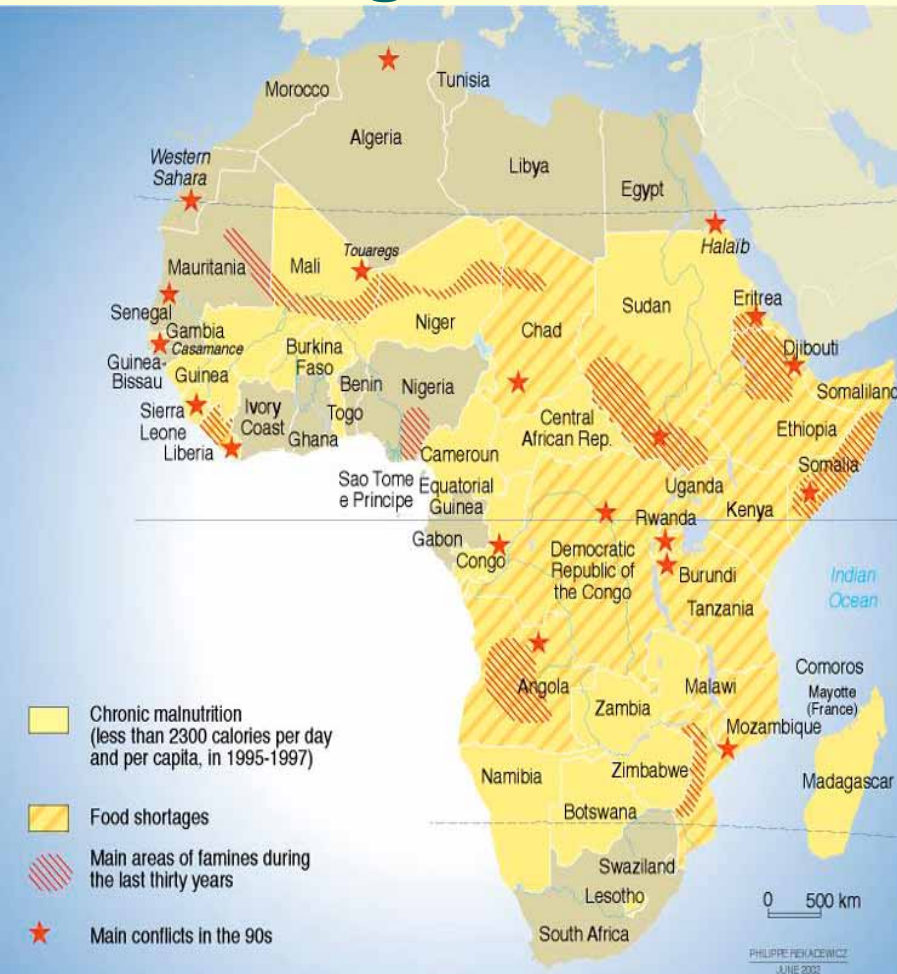 Morocco
Tunisia
Algeria
Libya
Egypt
Western
Sahara
Halaïb
Mauritania
Mali
Touaregs
Niger
Chad
Sudan
Eritrea
Djibouti
Somaliland
Senegal
Gambia
Casamance
Guinea-
Bissau
Guinea
Burkina
Faso
Benin
Nigeria
Sierra
Leone
Liberia
Ivory
Coast
Ghana
Togo
Central
African Rep.
Ethiopia
Somalia
Cameroun
Sao Tome
e Principe
Equatorial
Guinea
Uganda
Kenya
Rwanda
Gabon
Congo
Democratic
Republic of
the Congo
Burundi
Tanzania
Indian
Ocean
Angola
Zambia
Malawi
Comoros
Mayotte
(France)
Mozambique
Namibia
Zimbabwe
Botswana
Madagascar
Swaziland
Lesotho
South Africa
Chronic malnutrition
(less than 2300 calories per day
and per capita, in 1995-1997)
Food shortages
Main areas of famines during
the last thirty years
Main conflicts in the 90s
0 500 km
PHILIPPE REKACEWICZ
JUNE 2002